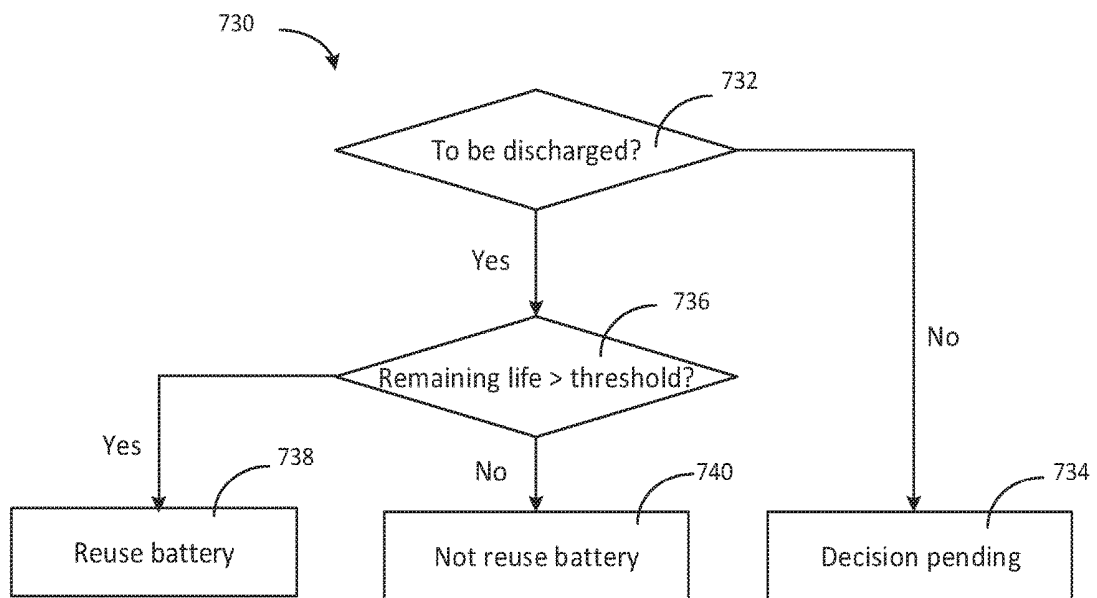 730
732
To be discharged?
Yes
736
No
Remaining life > threshold?
Yes
738
No
740
734
Reuse battery
Not reuse battery
Decision pending